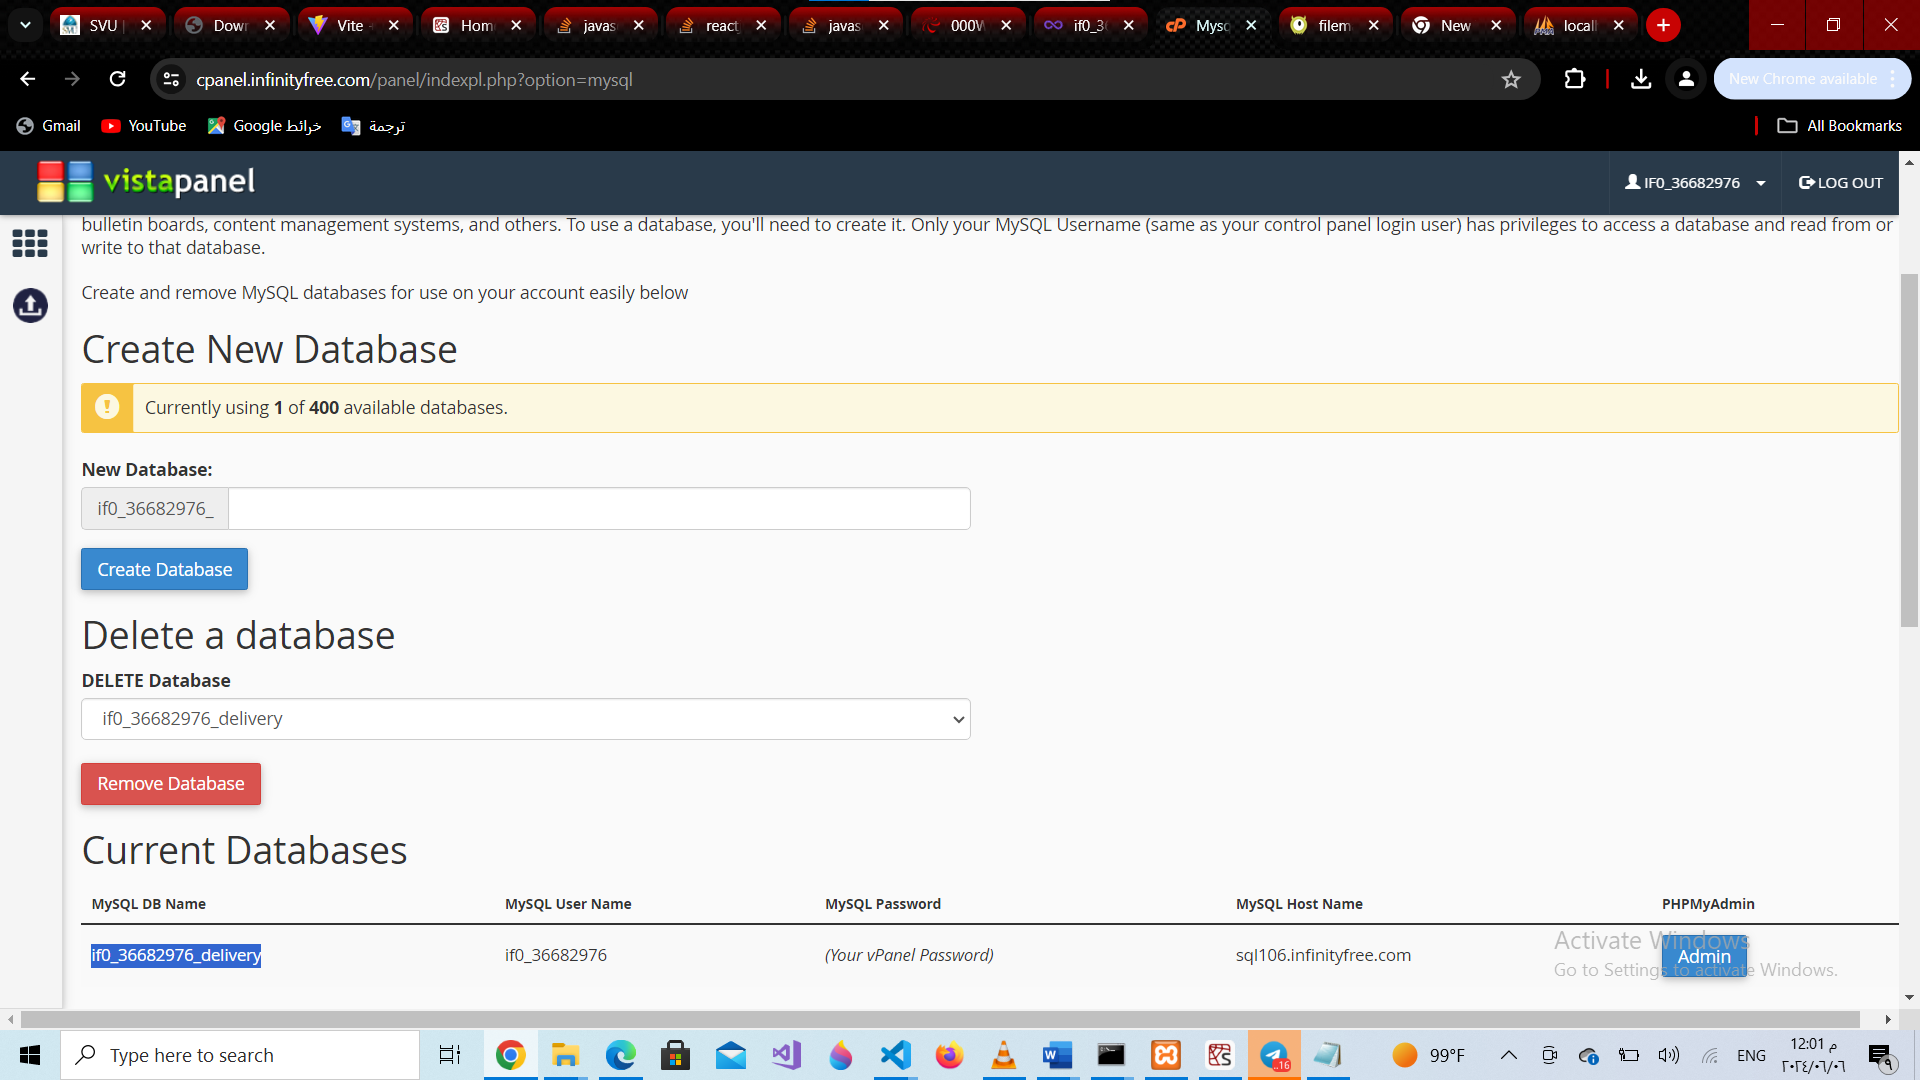 SVU
Down
Vite
Hom
javas
react
javas
000W
if0_3
Mysq
filem
New
local
cpanel.infinityfree.com/panel/indexpl.php?option=mysql
New Chrome available
Gmail
YouTube
خرائط Google
ترجمة
All Bookmarks
vistapanel
IF0_36682976
LOG OUT
bulletin boards, content management systems, and others. To use a database, you'll need to create it. Only your MySQL Username (same as your control panel login user) has privileges to access a database and read from or
write to that database.
Create and remove MySQL databases for use on your account easily below
Create New Database
Currently using 1 of 400 available databases.
New Database:
if0_36682976_
Create Database
Delete a database
DELETE Database
if0_36682976_delivery
Remove Database
Current Databases
MySQL DB Name MySQL User Name MySQL Password MySQL Host Name PHPMyAdmin
if0_36682976_delivery if0_36682976 (Your vPanel Password) sql106.infinityfree.com Admin
Activate Windows
Go to Settings to activate Windows.
Type here to search
..16
99°F
ENG
12:01 م
٢٠٢٤/٠٦/٠٦
٩